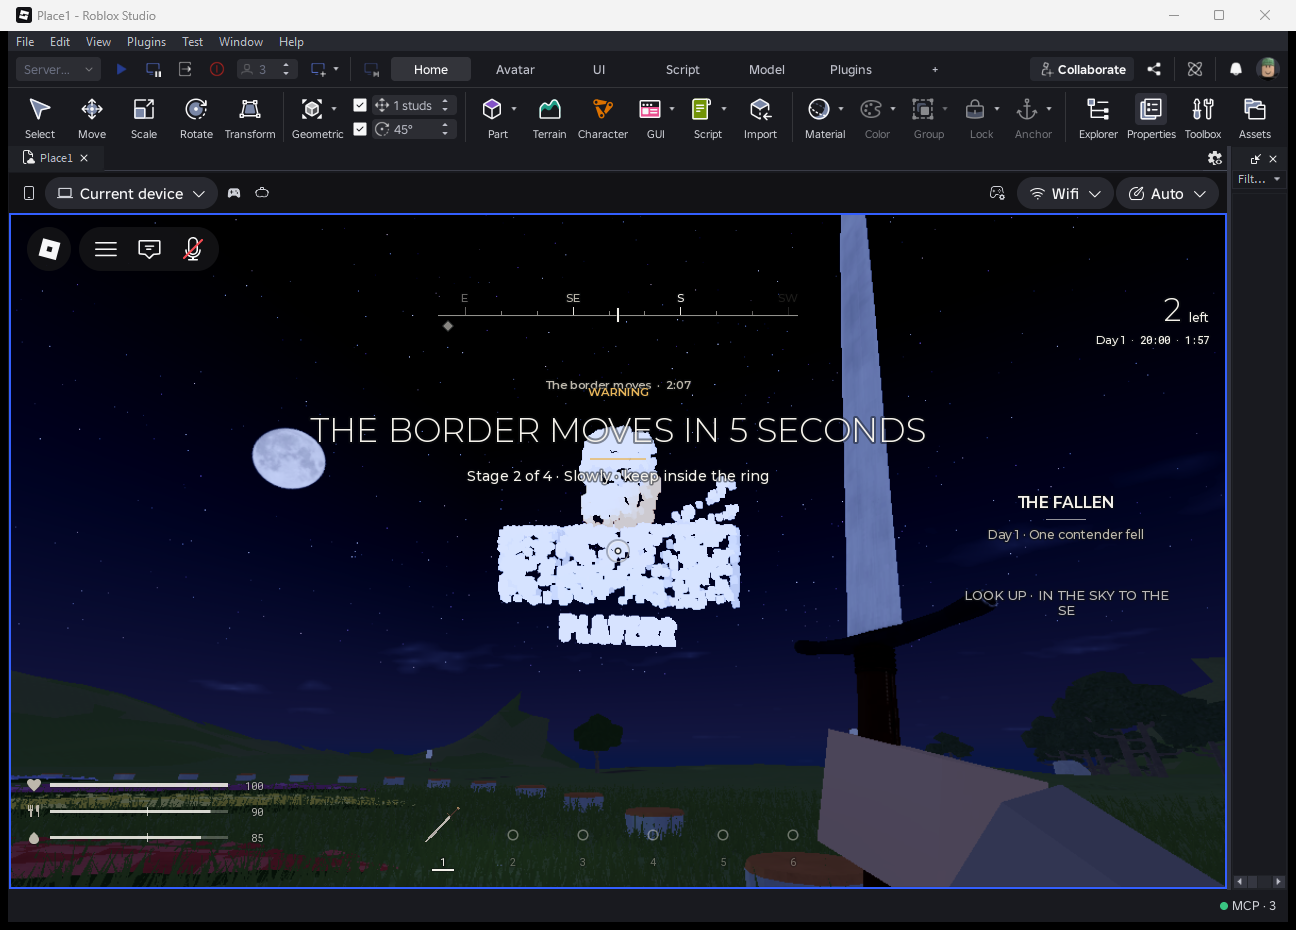 Place1 - Roblox Studio
File Edit View Plugins Test Window Help
Server... 3 Home Avatar UI Script Model Plugins + Collaborate
1 studs
45°
Select Move Scale Rotate Transform Geometric Part Terrain Character GUI Script Import Material Color Group Lock Anchor Explorer Properties Toolbox Assets
Place1
Filt...
Current device Wifi Auto
E SE S SW
2 left
Day 1 · 20:00 · 1:57
The border moves · 2:07
WARNING
THE BORDER MOVES IN 5 SECONDS
Stage 2 of 4 · Slowly · keep inside the ring
THE FALLEN
Day 1 · One contender fell
LOOK UP · IN THE SKY TO THE
SE
PLAYER2
100
90
85
1 2 3 4 5 6
MCP · 3